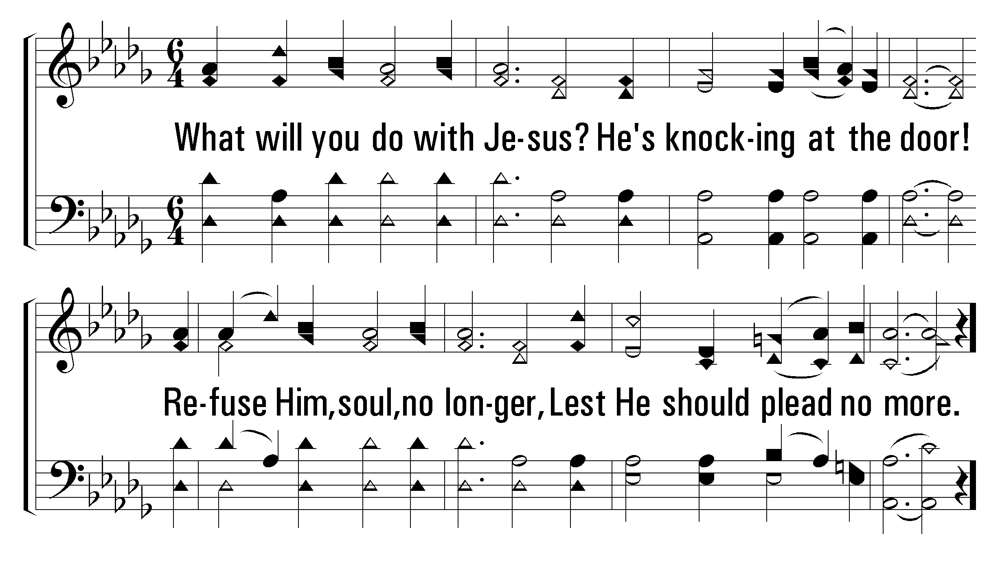 What will you do with Je-sus? He's knock-ing at the door!
Re-fuse Him, soul, no lon-ger, Lest He should plead no more.